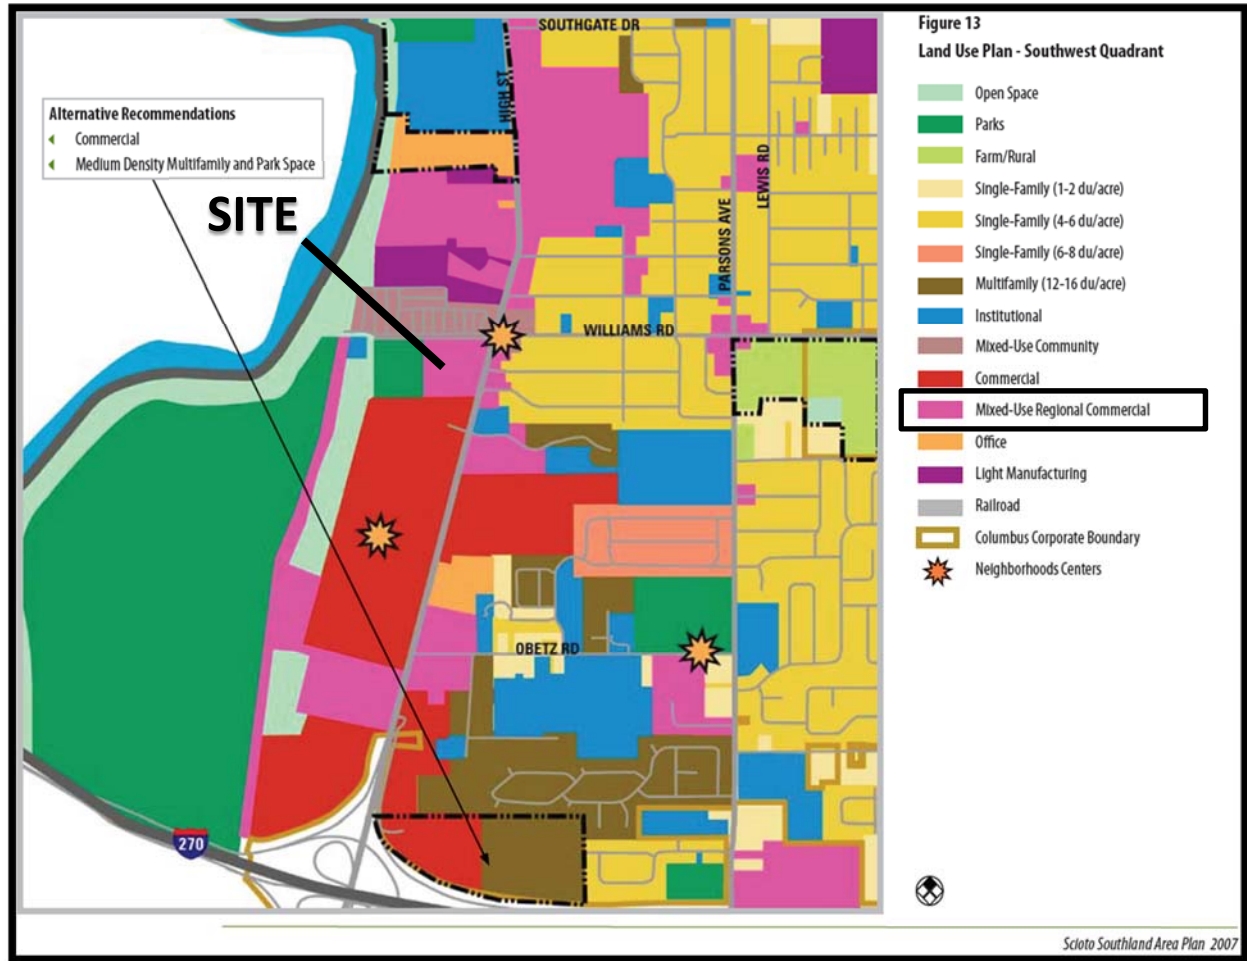 Figure 13
Land Use Plan - Southwest Quadrant
Open Space
Parks
Farm/Rural
Single-Family (1-2 du/acre)
Single-Family (4-6 du/acre)
Single-Family (6-8 du/acre)
Multifamily (12-16 du/acre)
Institutional
Mixed-Use Community
Commercial
Mixed-Use Regional Commercial
Office
Light Manufacturing
Railroad
Columbus Corporate Boundary
Neighborhoods Centers
Alternative Recommendations
Commercial
Medium Density Multifamily and Park Space
SITE
SOUTHGATE DR
HIGH ST
LEWIS RD
PARSONS AVE
WILLIAMS RD
OBETZ RD
270
Scioto Southland Area Plan 2007